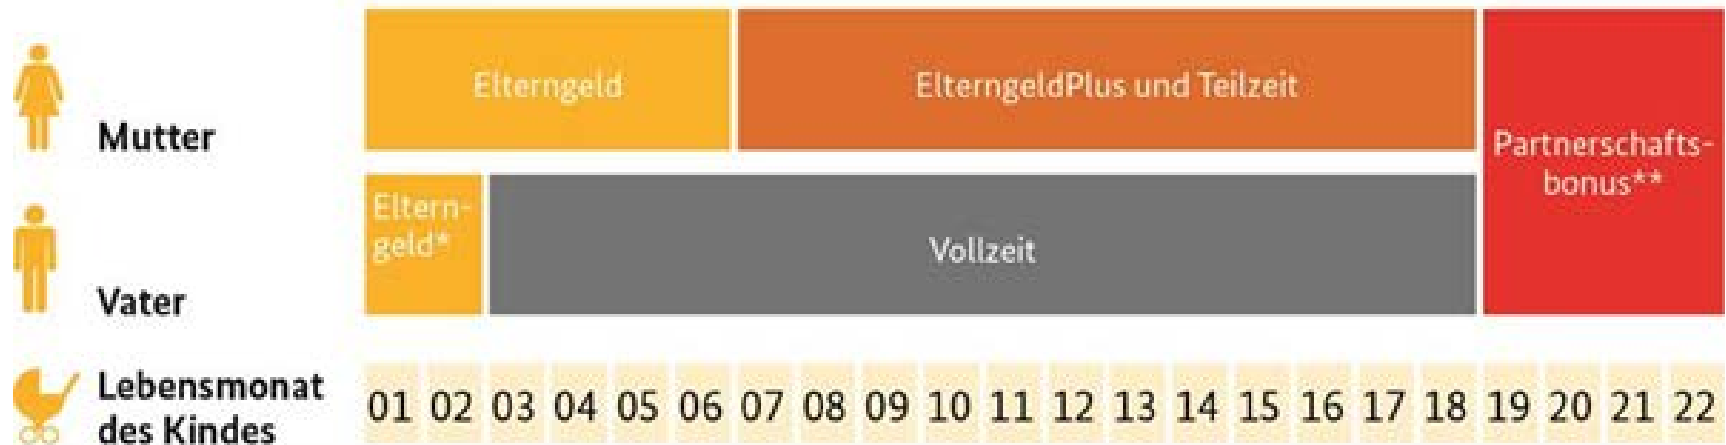 Mutter
Elterngeld
ElterngeldPlus und Teilzeit
Partnerschafts-
bonus**
Vater
Eltern-
geld*
Vollzeit
Lebensmonat
des Kindes
01 02 03 04 05 06 07 08 09 10 11 12 13 14 15 16 17 18 19 20 21 22